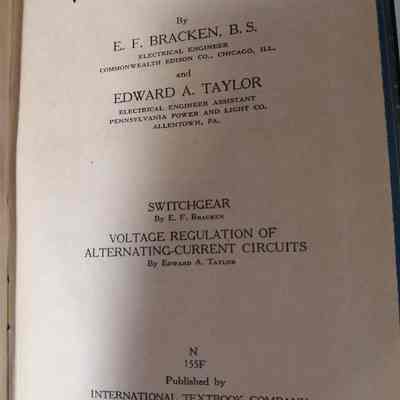 By
E. F. BRACKEN, B. S.
ELECTRICAL ENGINEER
COMMONWEALTH EDISON CO., CHICAGO, ILL.
and
EDWARD A. TAYLOR
ELECTRICAL ENGINEER ASSISTANT
PENNSYLVANIA POWER AND LIGHT CO.
ALLENTOWN, PA.
SWITCHGEAR
By E. F. BRACKEN
VOLTAGE REGULATION OF
ALTERNATING-CURRENT CIRCUITS
By EDWARD A. TAYLOR
N
155F
Published by
INTERNATIONAL TEXTBOOK COMPANY